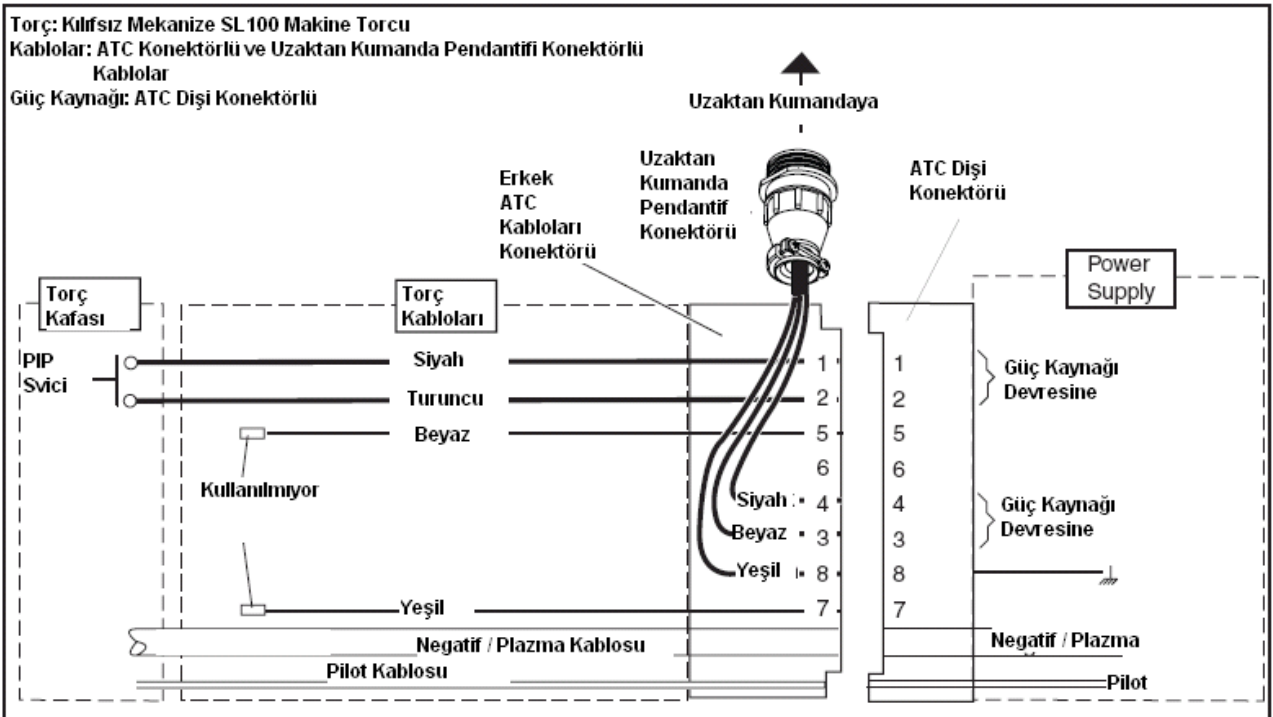 Torç: Kılıfsız Mekanize SL100 Makine Torcu
Kablolar: ATC Konektörlü ve Uzaktan Kumanda Pendantifi Konektörlü
Kablolar
Güç Kaynağı: ATC Dişi Konektörlü
Uzaktan Kumandaya
Uzaktan
Kumanda
Pendantif
Konektörü
ATC Dişi
Konektörü
Erkek
ATC
Kabloları
Konektörü
Power
Supply
Torç
Kafası
Torç
Kabloları
PIP
Svici
Siyah
1
1
Güç Kaynağı
Devresine
Turuncu
2
2
Beyaz
5
5
6
6
Kullanılmıyor
Siyah
4
4
Güç Kaynağı
Devresine
Beyaz
3
3
Yeşil
8
8
Yeşil
7
7
Negatif / Plazma Kablosu
Negatif / Plazma
Pilot Kablosu
Pilot